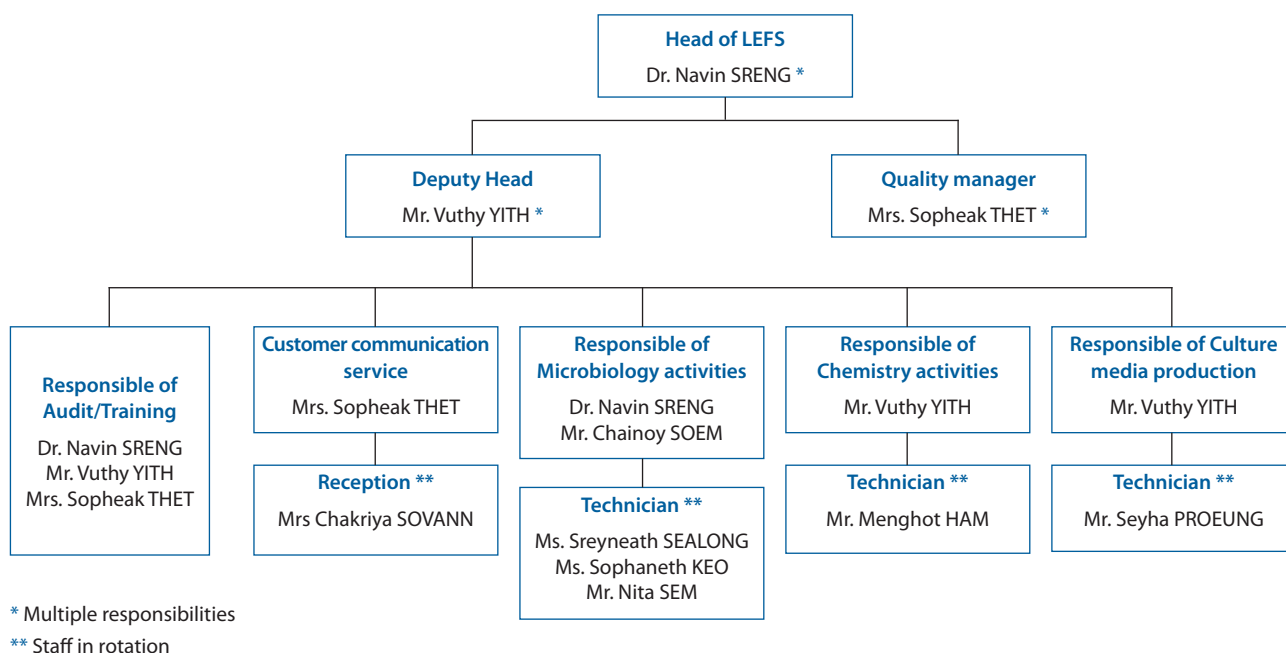 Head of LEFS
Dr. Navin SRENG *
Deputy Head
Mr. Vuthy YITH *
Quality manager
Mrs. Sopheak THET *
Responsible of
Audit/Training
Dr. Navin SRENG
Mr. Vuthy YITH
Mrs. Sopheak THET
Customer communication
service
Mrs. Sopheak THET
Reception **
Mrs Chakriya SOVANN
Responsible of
Microbiology activities
Dr. Navin SRENG
Mr. Chainoy SOEM
Technician **
Ms. Sreyneath SEALONG
Ms. Sophaneth KEO
Mr. Nita SEM
Responsible of
Chemistry activities
Mr. Vuthy YITH
Technician **
Mr. Menghot HAM
Responsible of Culture
media production
Mr. Vuthy YITH
Technician **
Mr. Seyha PROEUNG
* Multiple responsibilities
** Staff in rotation